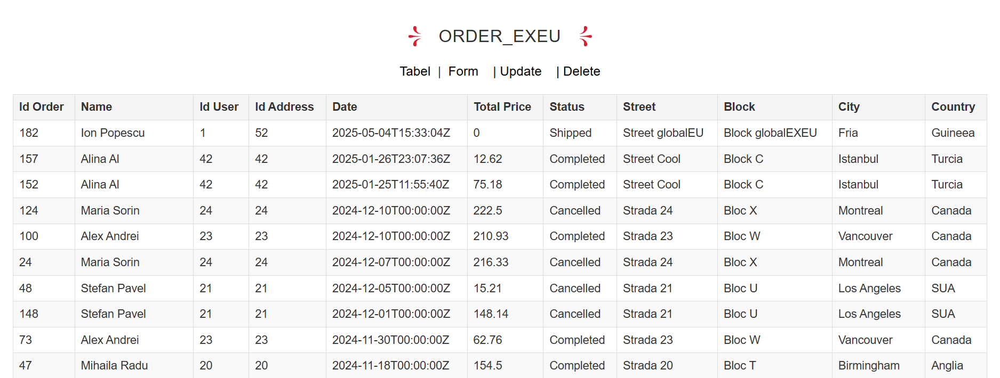 ORDER_EXEU
Tabel | Form | Update | Delete
Id Order Name Id User Id Address Date Total Price Status Street Block City Country
182 Ion Popescu 1 52 2025-05-04T15:33:04Z 0 Shipped Street globalEU Block globalEXEU Fria Guineea
157 Alina Al 42 42 2025-01-26T23:07:36Z 12.62 Completed Street Cool Block C Istanbul Turcia
152 Alina Al 42 42 2025-01-25T11:55:40Z 75.18 Completed Street Cool Block C Istanbul Turcia
124 Maria Sorin 24 24 2024-12-10T00:00:00Z 222.5 Cancelled Strada 24 Bloc X Montreal Canada
100 Alex Andrei 23 23 2024-12-10T00:00:00Z 210.93 Completed Strada 23 Bloc W Vancouver Canada
24 Maria Sorin 24 24 2024-12-07T00:00:00Z 216.33 Cancelled Strada 24 Bloc X Montreal Canada
48 Stefan Pavel 21 21 2024-12-05T00:00:00Z 15.21 Cancelled Strada 21 Bloc U Los Angeles SUA
148 Stefan Pavel 21 21 2024-12-01T00:00:00Z 148.14 Cancelled Strada 21 Bloc U Los Angeles SUA
73 Alex Andrei 23 23 2024-11-30T00:00:00Z 62.76 Completed Strada 23 Bloc W Vancouver Canada
47 Mihaila Radu 20 20 2024-11-18T00:00:00Z 154.5 Completed Strada 20 Bloc T Birmingham Anglia